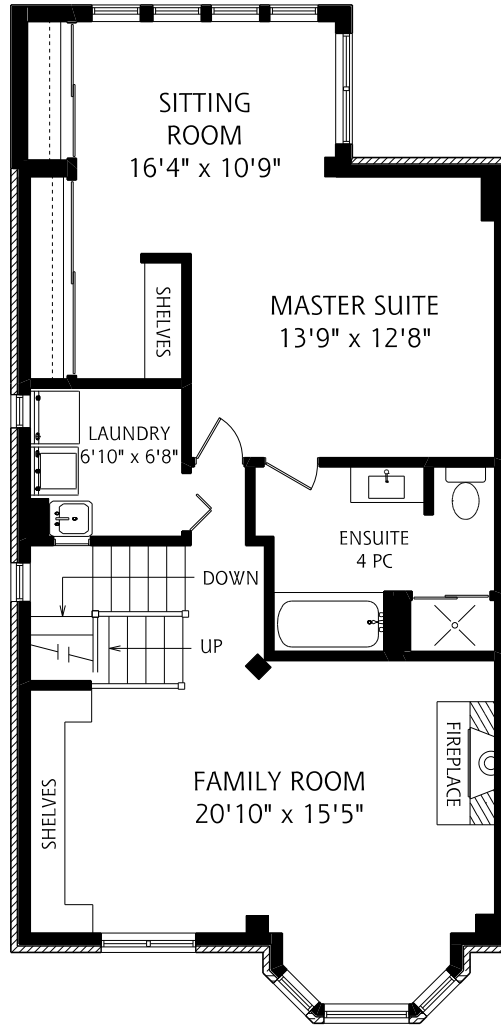 SITTING
ROOM
16'4" x 10'9"
SHELVES
MASTER SUITE
13'9" x 12'8"
LAUNDRY
6'10" x 6'8"
ENSUITE
4 PC
DOWN
UP
FIREPLACE
FAMILY ROOM
20'10" x 15'5"
SHELVES